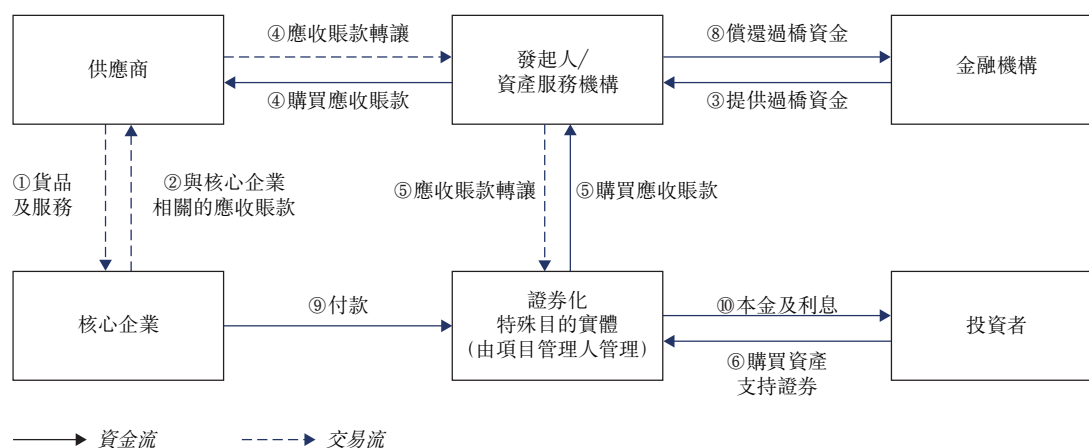 ④應收賬款轉讓
⑧償還過橋資金
供應商
發起人/
資產服務機構
金融機構
④購買應收賬款
③提供過橋資金
①貨品
及服務
②與核心企業
相關的應收賬款
⑤應收賬款轉讓
⑤購買應收賬款
核心企業
⑨付款
證券化
特殊目的實體
(由項目管理人管理)
⑩本金及利息
投資者
⑥購買資產
支持證券
資金流
交易流